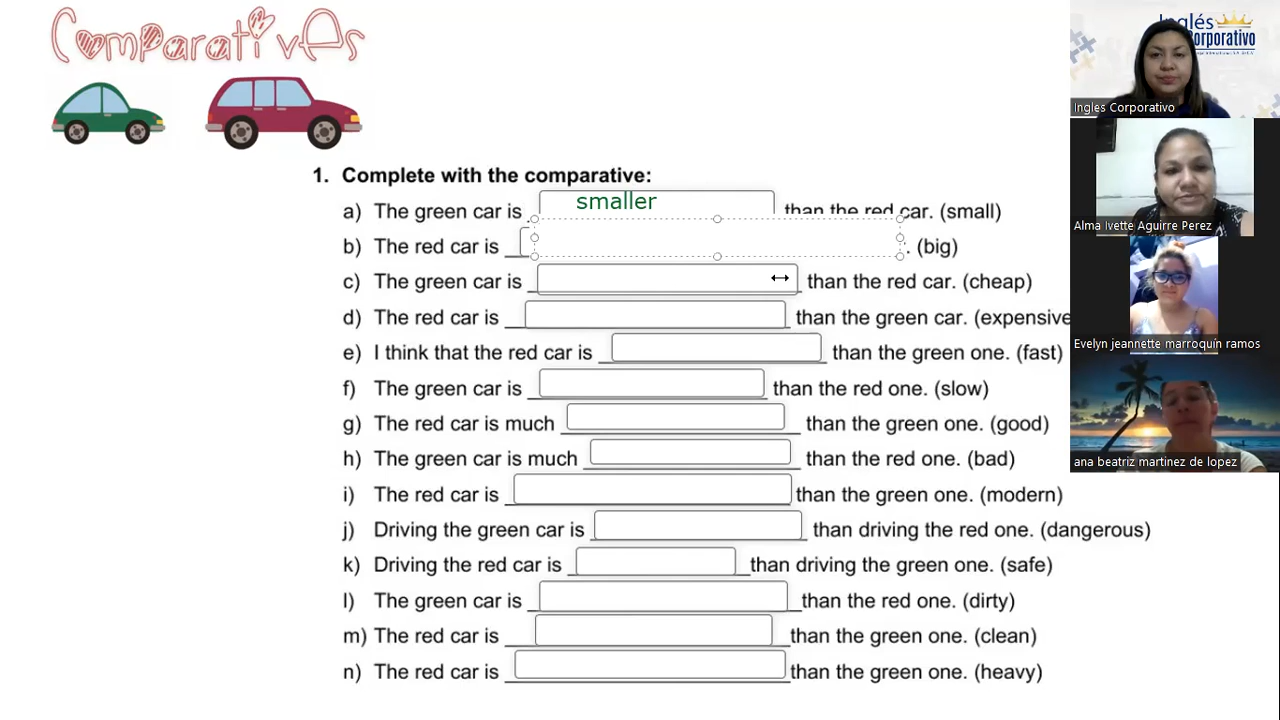 ComparativEs
1. Complete with the comparative:
a) The green car is smaller than the red car. (small)
b) The red car is . (big)
c) The green car is than the red car. (cheap)
d) The red car is than the green car. (expensive
e) I think that the red car is than the green one. (fast)
f) The green car is than the red one. (slow)
g) The red car is much than the green one. (good)
h) The green car is much than the red one. (bad)
i) The red car is than the green one. (modern)
j) Driving the green car is than driving the red one. (dangerous)
k) Driving the red car is than driving the green one. (safe)
l) The green car is than the red one. (dirty)
m) The red car is than the green one. (clean)
n) The red car is than the green one. (heavy)
Inglés
Corporativo
Ingles Corporativo
Alma Ivette Aguirre Perez
Evelyn jeannette marroquín ramos
ana beatriz martinez de lopez